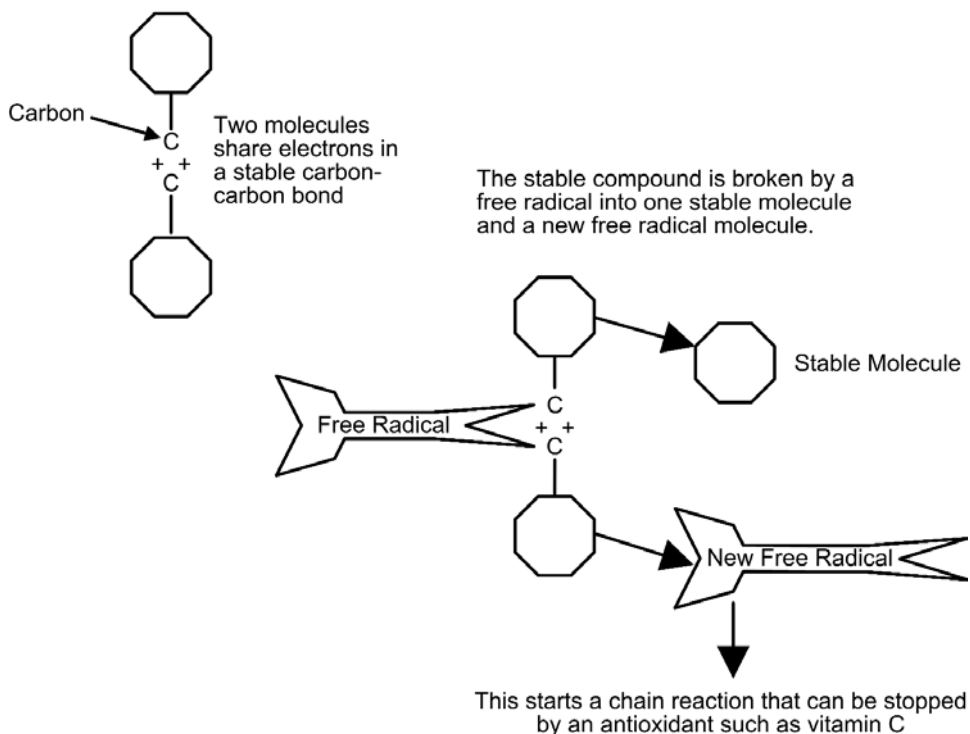 Carbon
C
+ +
C
Two molecules
share electrons in
a stable carbon-
carbon bond
The stable compound is broken by a
free radical into one stable molecule
and a new free radical molecule.
Stable Molecule
Free Radical
C
+ +
C
New Free Radical
This starts a chain reaction that can be stopped
by an antioxidant such as vitamin C